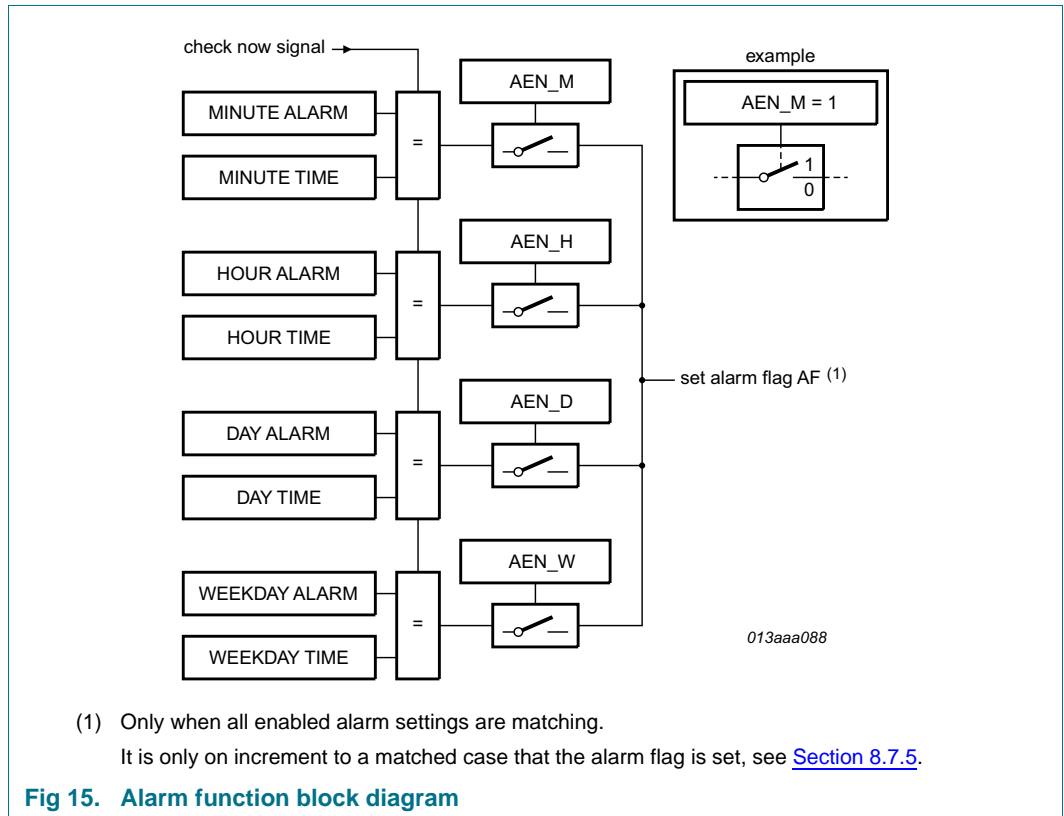 check now signal
example
AEN_M
AEN_M = 1
MINUTE ALARM
=
MINUTE TIME
1
0
AEN_H
HOUR ALARM
=
HOUR TIME
set alarm flag AF (1)
AEN_D
DAY ALARM
=
DAY TIME
AEN_W
WEEKDAY ALARM
=
WEEKDAY TIME
013aaa088
(1) Only when all enabled alarm settings are matching.
It is only on increment to a matched case that the alarm flag is set, see Section 8.7.5.
Fig 15. Alarm function block diagram